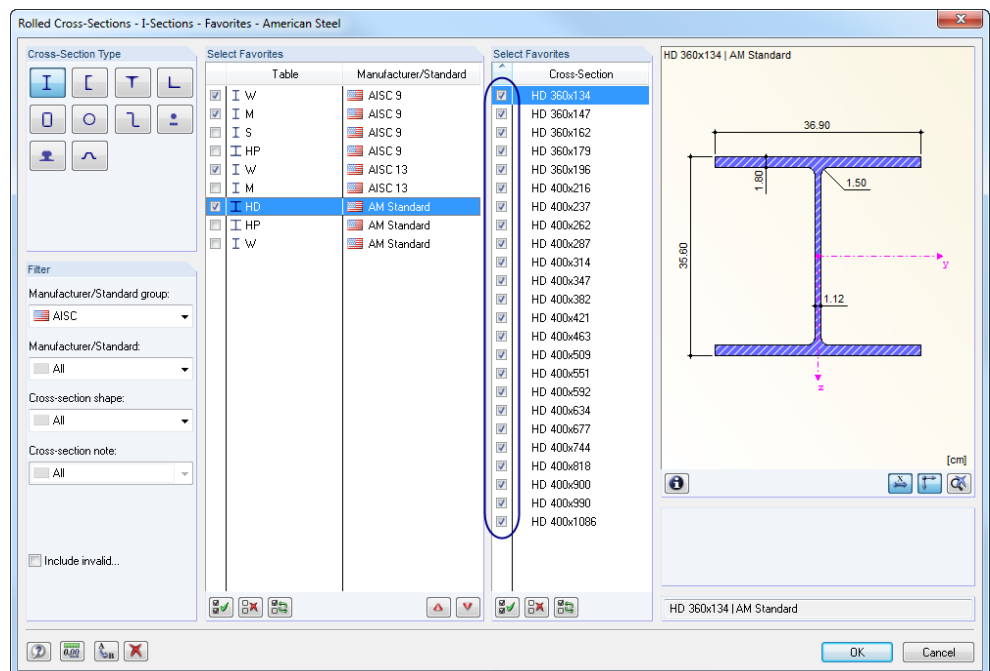 Rolled Cross-Sections - I-Sections - Favorites - American Steel
Cross-Section Type
Filter
Manufacturer/Standard group:
AISC
Manufacturer/Standard:
All
Cross-section shape:
All
Cross-section note:
All
Include invalid...
Select Favorites
Table Manufacturer/Standard
W AISC 9
M AISC 9
S AISC 9
HP AISC 9
W AISC 13
M AISC 13
HD AM Standard
HP AM Standard
W AM Standard
Select Favorites
Cross-Section
HD 360x134
HD 360x147
HD 360x162
HD 360x179
HD 360x196
HD 400x216
HD 400x237
HD 400x262
HD 400x287
HD 400x314
HD 400x347
HD 400x382
HD 400x421
HD 400x463
HD 400x509
HD 400x551
HD 400x592
HD 400x634
HD 400x677
HD 400x744
HD 400x818
HD 400x900
HD 400x990
HD 400x1086
HD 360x134 | AM Standard
36.90
1.80
1.50
35.60
y
1.12
z
[cm]
HD 360x134 | AM Standard
0.00
OK
Cancel